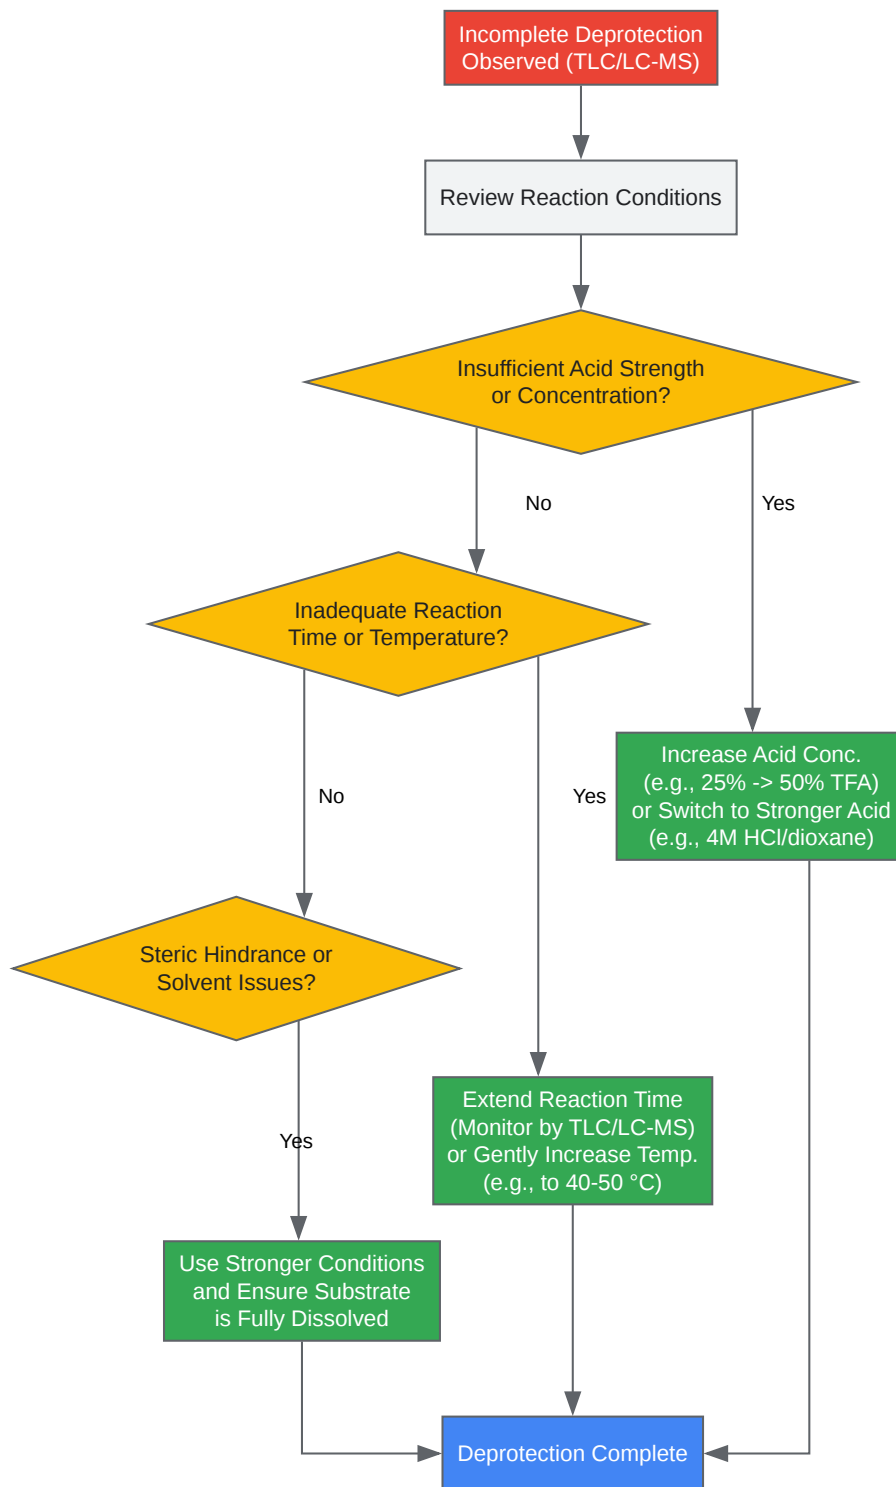 Incomplete Deprotection
Observed (TLC/LC-MS)
Review Reaction Conditions
Insufficient Acid Strength
or Concentration?
No
Yes
Inadequate Reaction
Time or Temperature?
Increase Acid Conc.
(e.g., 25% -> 50% TFA)
or Switch to Stronger Acid
(e.g., 4M HCl/dioxane)
No
Yes
Steric Hindrance or
Solvent Issues?
Extend Reaction Time
(Monitor by TLC/LC-MS)
or Gently Increase Temp.
(e.g., to 40-50 °C)
Yes
Use Stronger Conditions
and Ensure Substrate
is Fully Dissolved
Deprotection Complete